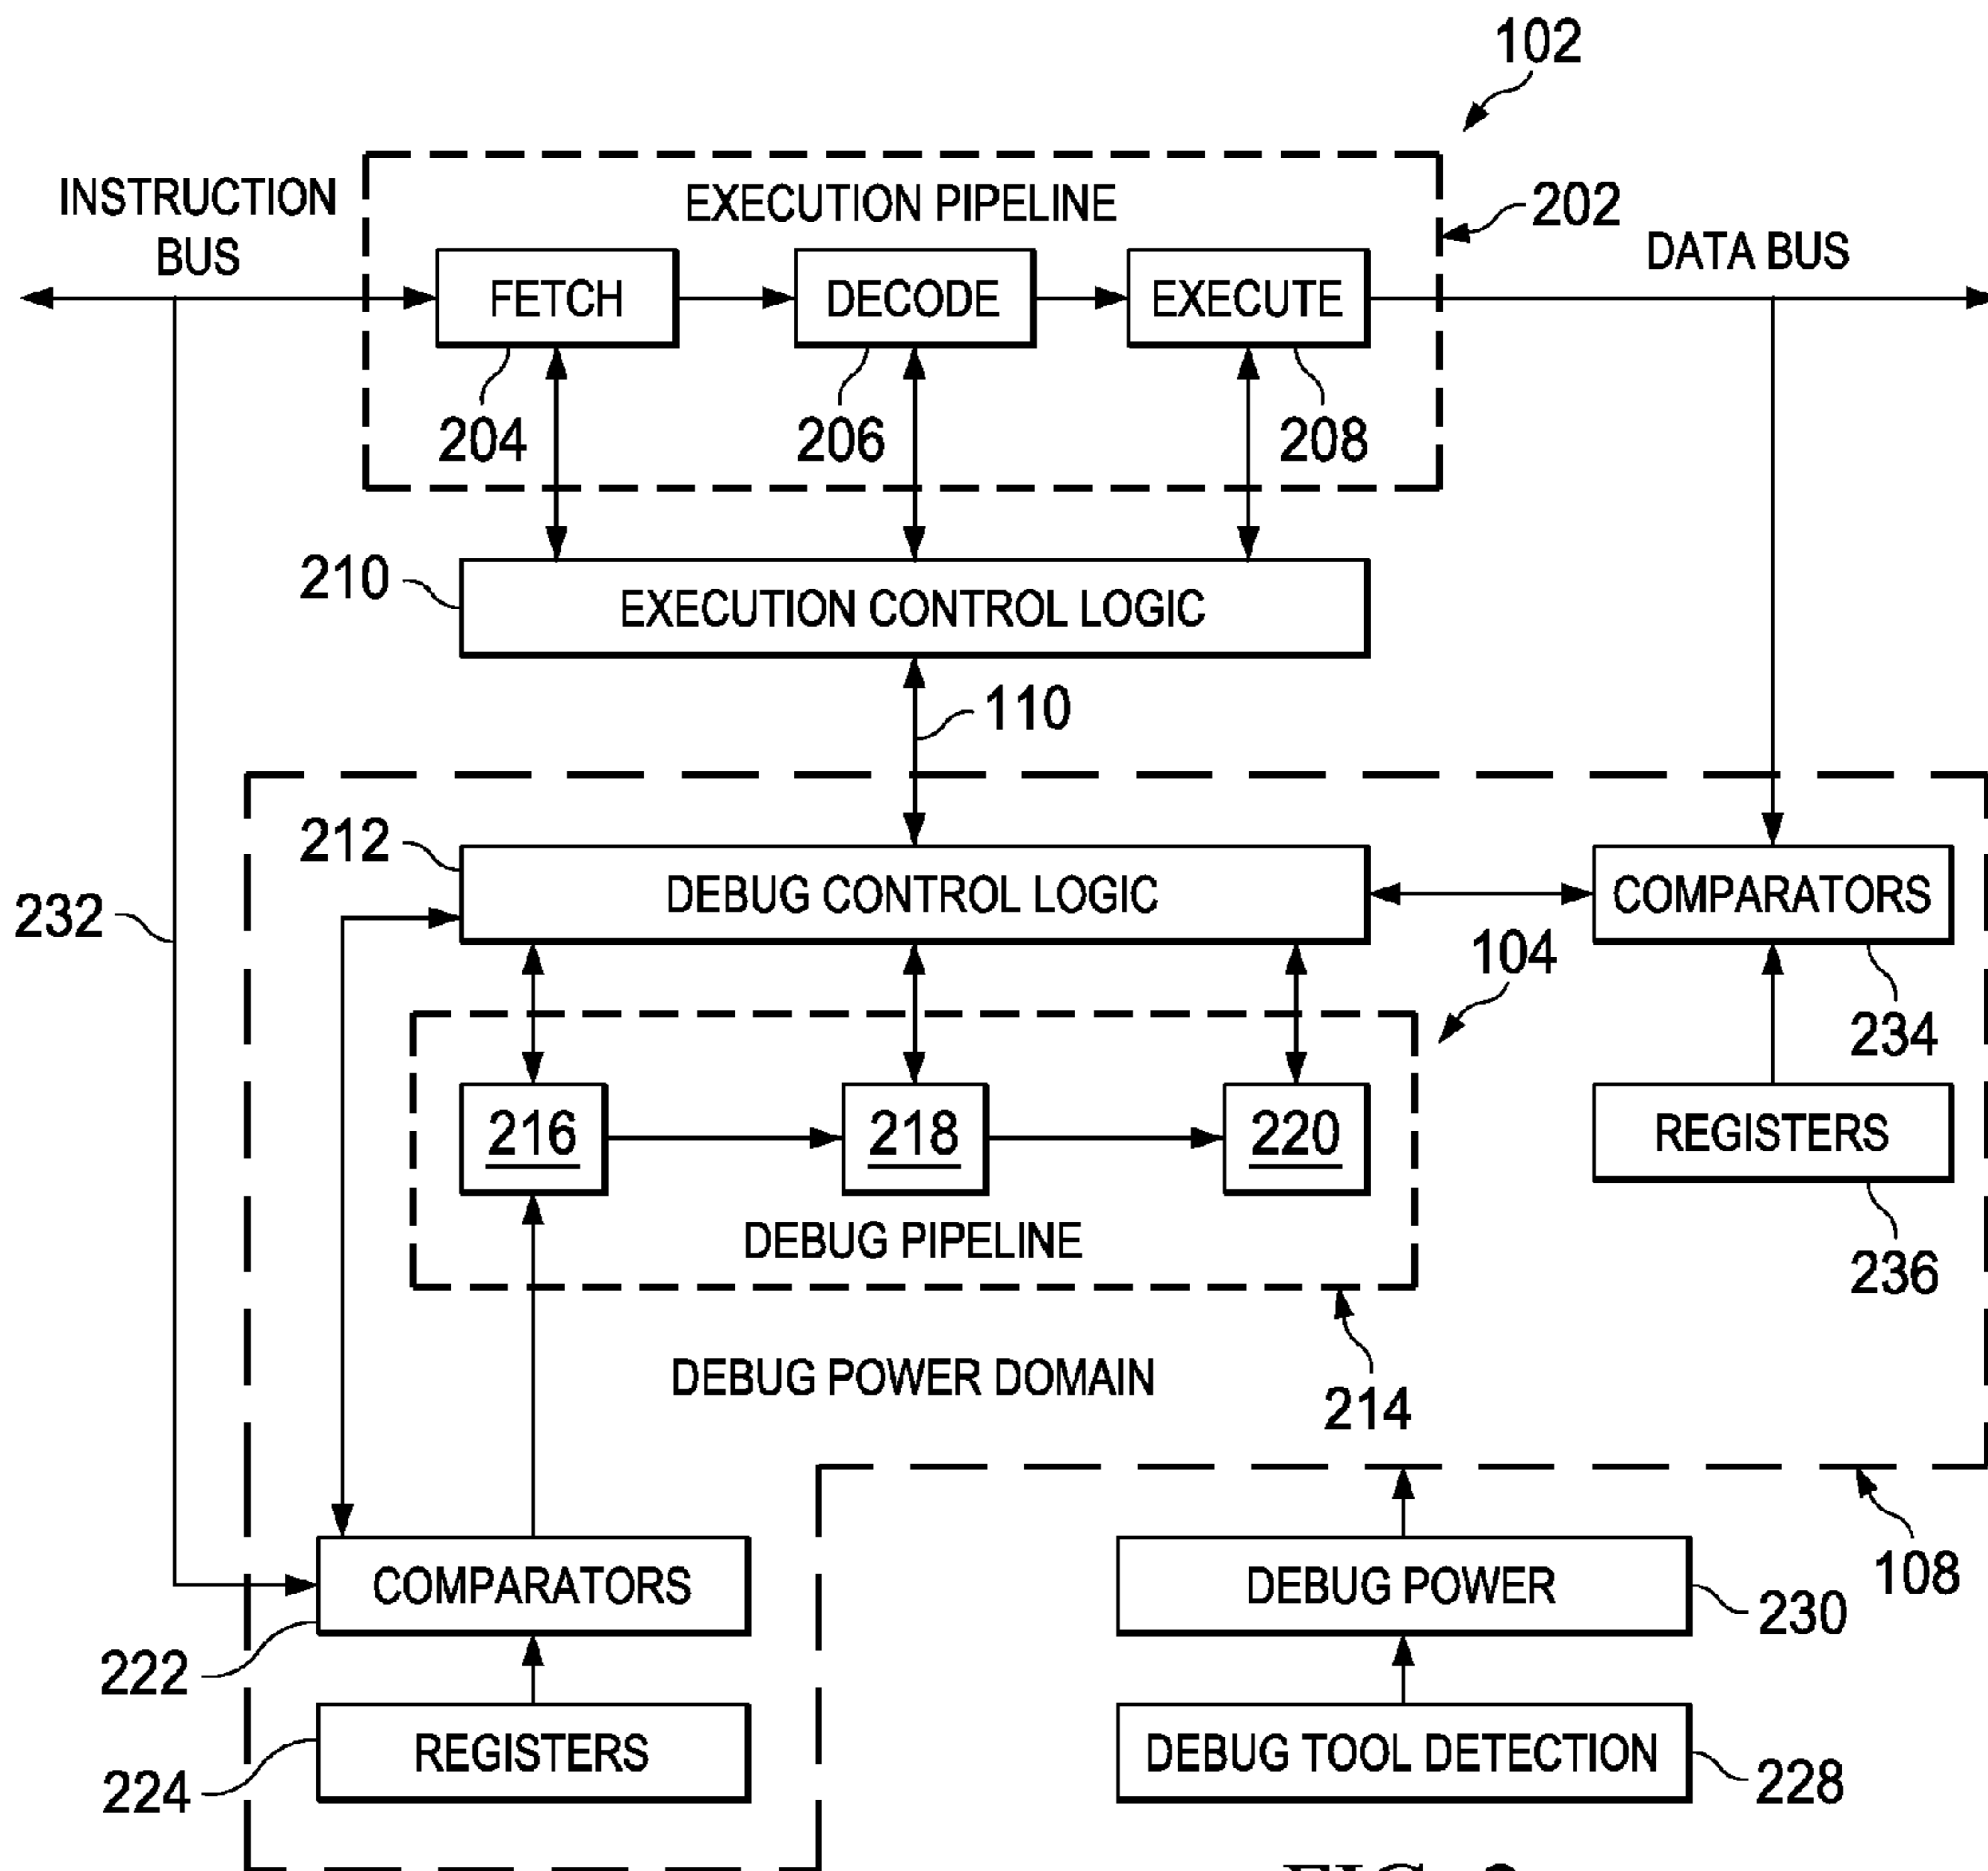 102
INSTRUCTION
BUS
EXECUTION PIPELINE
202
DATA BUS
FETCH
DECODE
EXECUTE
204
206
208
210
EXECUTION CONTROL LOGIC
110
212
DEBUG CONTROL LOGIC
COMPARATORS
232
104
234
216
218
220
REGISTERS
DEBUG PIPELINE
236
DEBUG POWER DOMAIN
214
COMPARATORS
DEBUG POWER
108
230
222
REGISTERS
DEBUG TOOL DETECTION
224
228